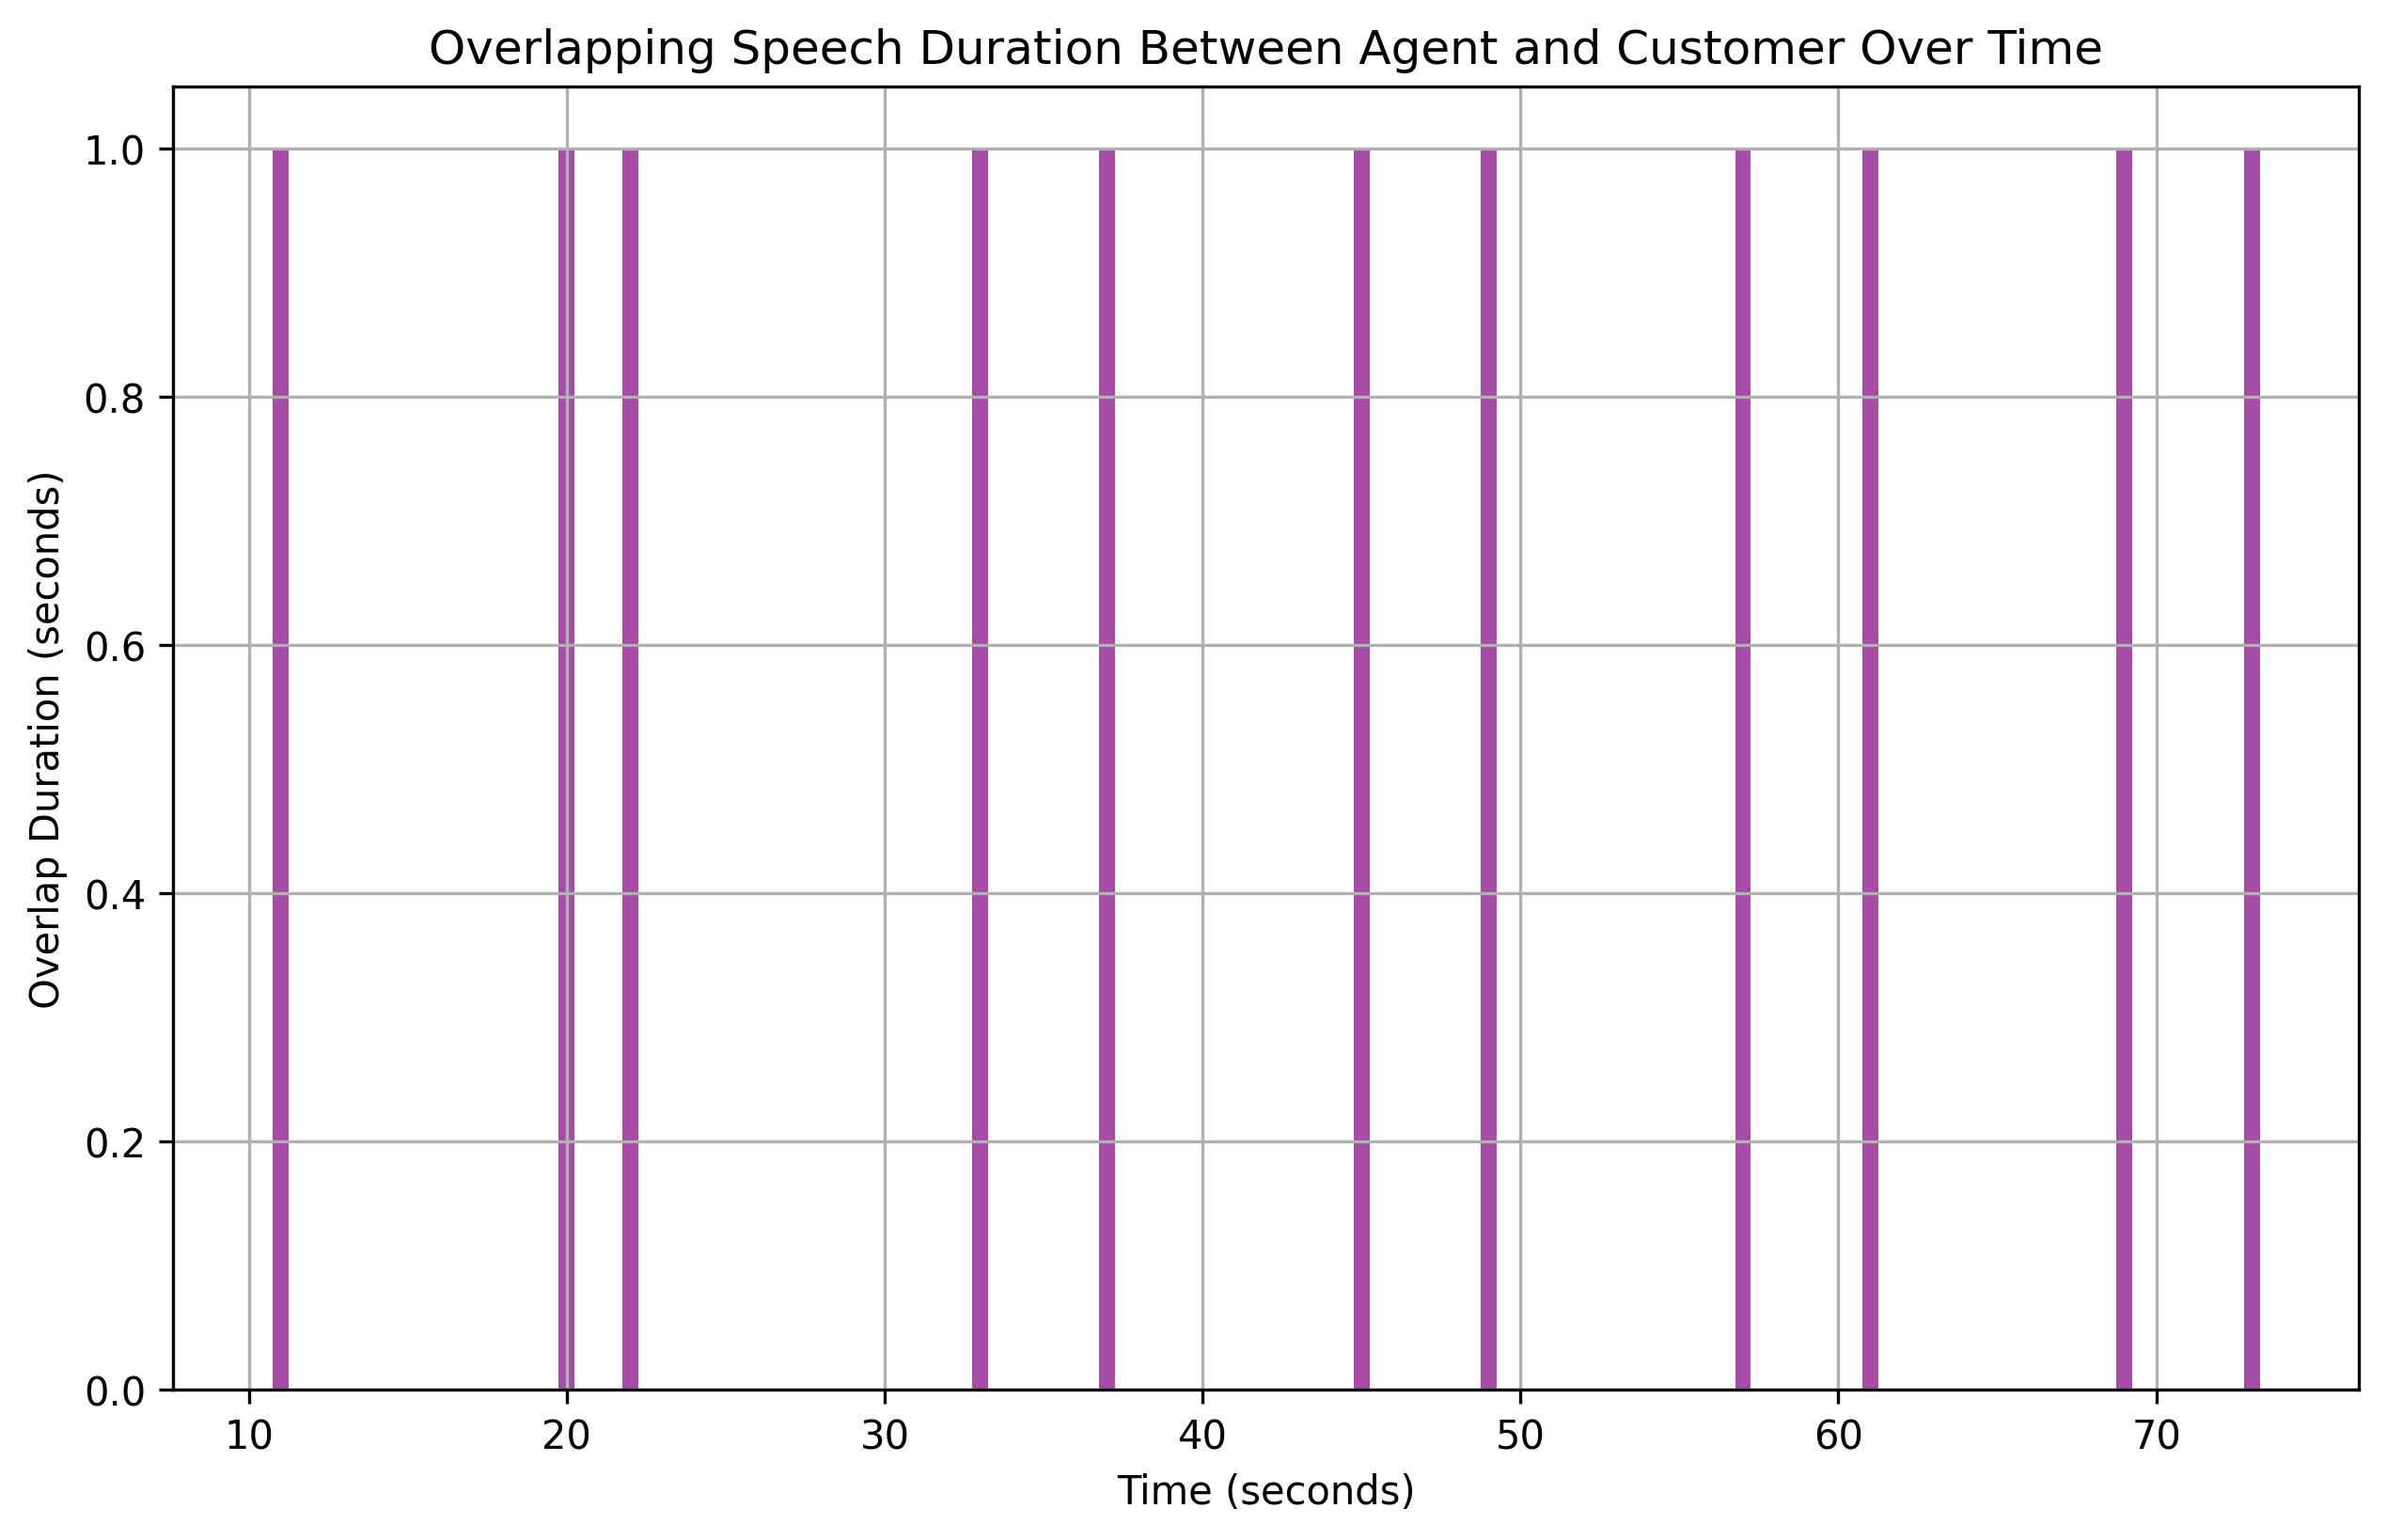 Overlapping Speech Duration Between Agent and Customer Over Time
1.0
0.8
0.6
0.4
0.2
0.0
Overlap Duration (seconds)
10 20 30 40 50 60 70
Time (seconds)